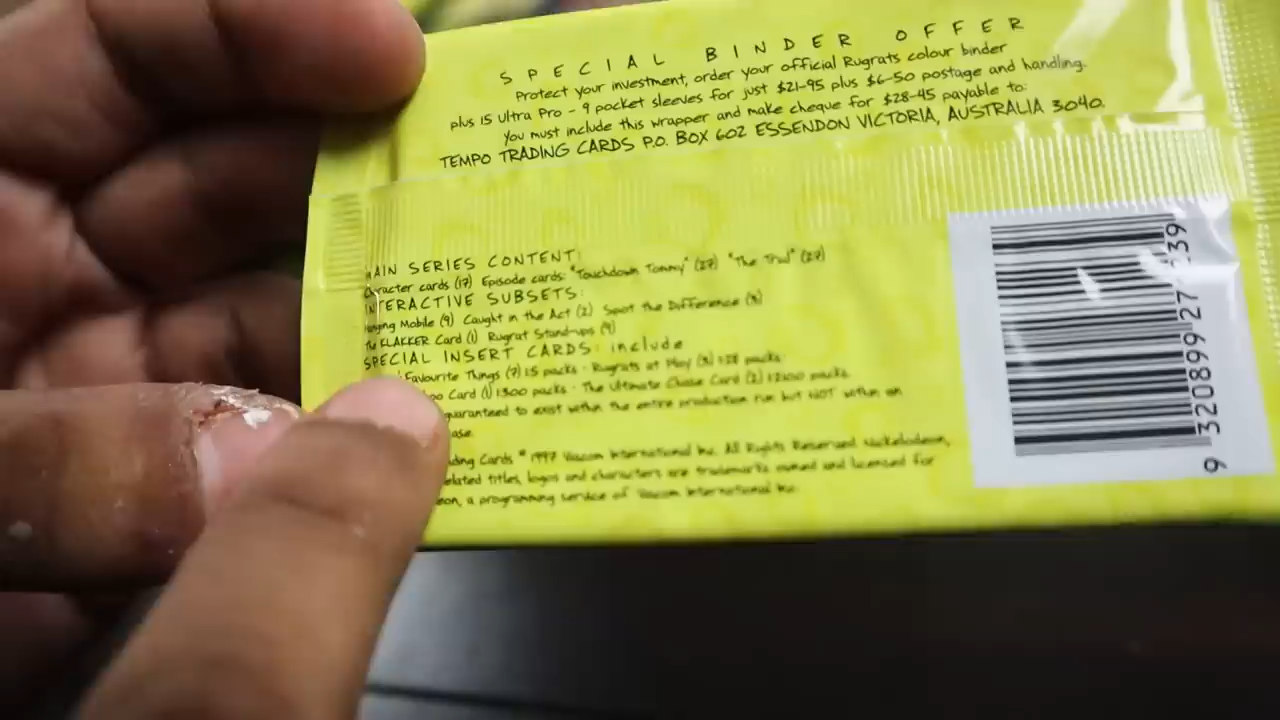 SPECIAL BINDER OFFER
Protect your investment, order your official Rugrats colour binder
plus 15 Ultra Pro - 9 pocket sleeves for just $21-95 plus $6-50 postage and handling.
You must include this wrapper and make cheque for $28-45 payable to:
TEMPO TRADING CARDS P.O. BOX 602 ESSENDON VICTORIA, AUSTRALIA 3040.
MAIN SERIES CONTENT:
cards (17) Episode cards: "Touchdown Tommy" (27) "The Trial" (27)
INTERACTIVE SUBSETS:
Mobile (9) Caught in the Act (2) Spot the Difference (8)
The KLAKKER Card (1) Rugrat Stand-ups (9)
SPECIAL INSERT CARDS: include
Favourite Things (7) 1:5 packs - Rugrats at Play (3) packs
Card (1) 1:300 packs - The Ultimate Chase Card (2) packs
guaranteed to exist within the entire production run but NOT within an
Cards © 1997 Viacom International Inc. All Rights Reserved. Nickelodeon,
related titles, logos and characters are trademarks owned and licensed for
a programming service of Viacom International Inc.
9 320899 27 39